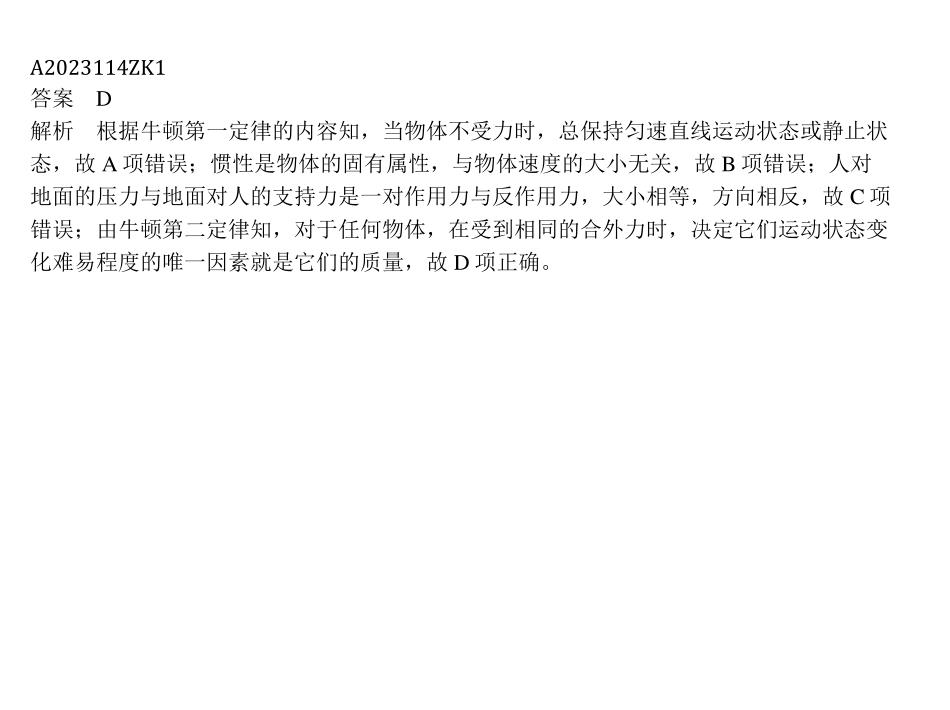 A2023114ZK1
答案　D
解析　根据牛顿第一定律的内容知，当物体不受力时，总保持匀速直线运动状态或静止状
态，故 A 项错误；惯性是物体的固有属性，与物体速度的大小无关，故 B 项错误；人对
地面的压力与地面对人的支持力是一对作用力与反作用力，大小相等，方向相反，故 C 项
错误；由牛顿第二定律知，对于任何物体，在受到相同的合外力时，决定它们运动状态变
化难易程度的唯一因素就是它们的质量，故 D 项正确。